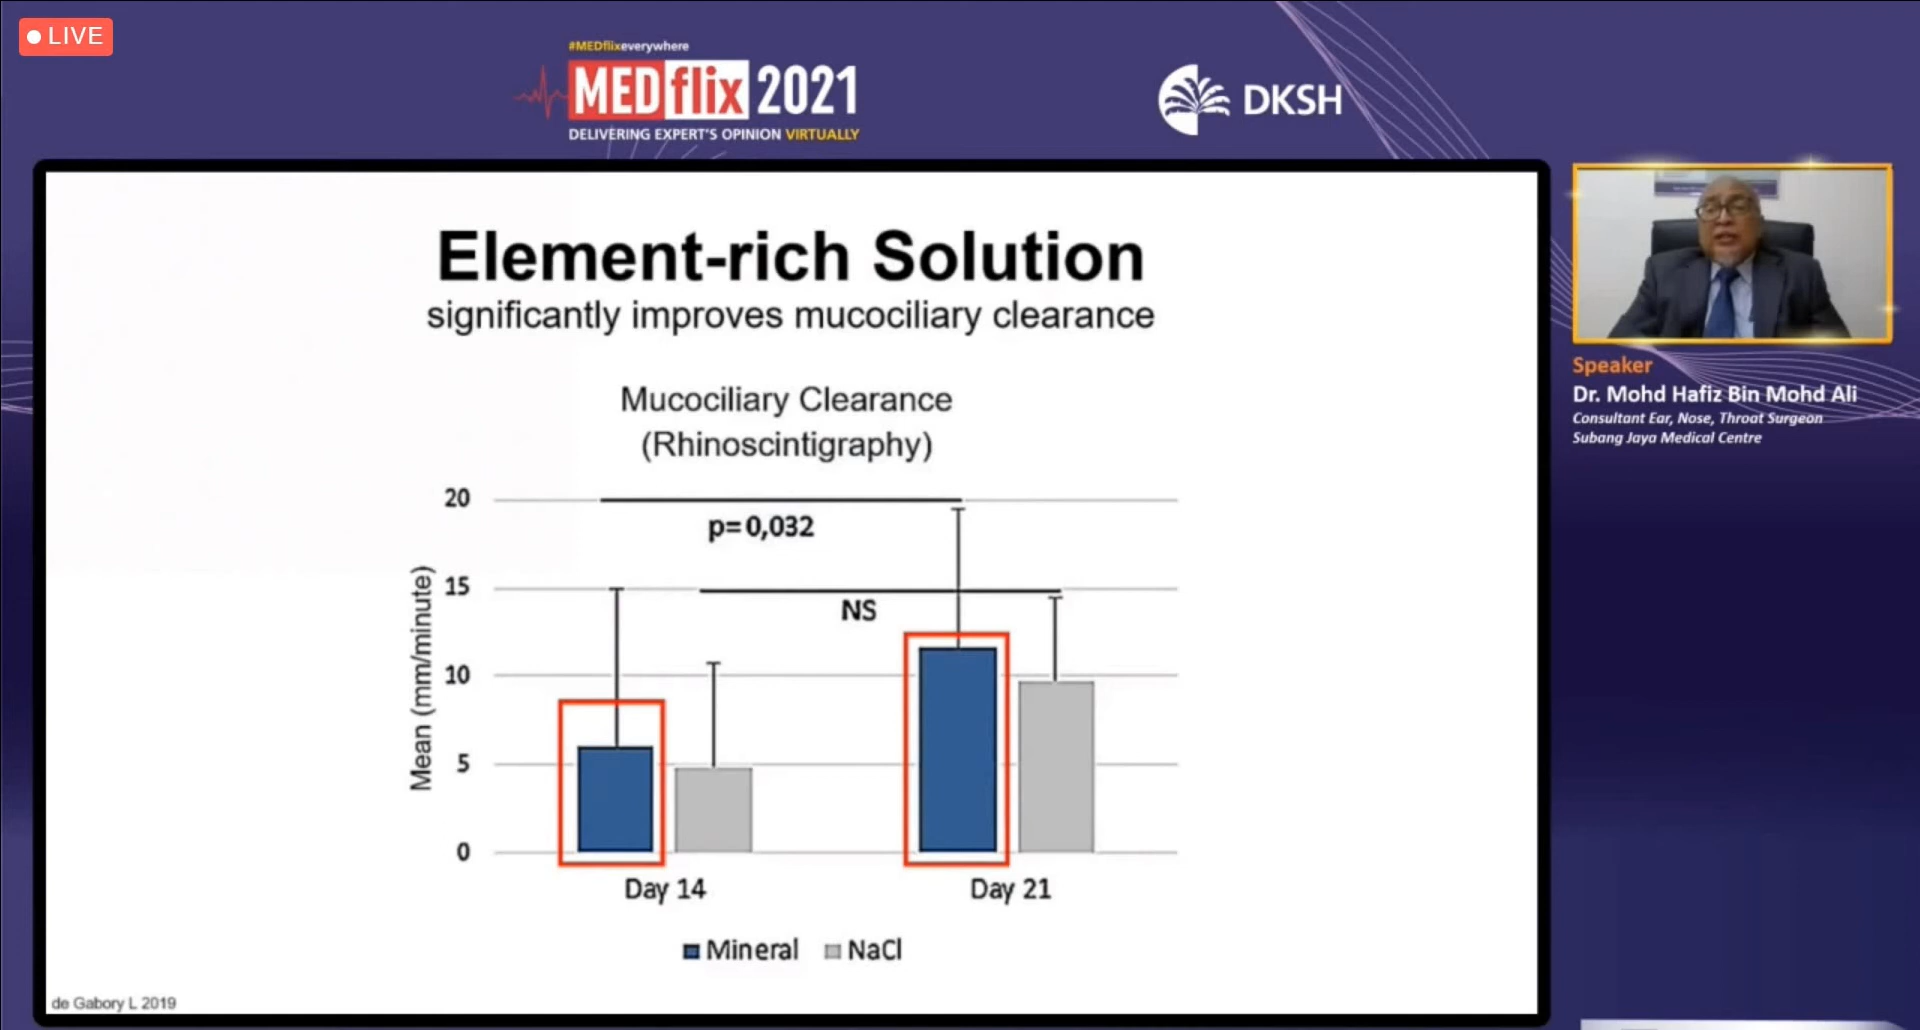 LIVE
#MEDflixeverywhere
MEDflix 2021
DELIVERING EXPERT'S OPINION VIRTUALLY
DKSH
Element-rich Solution
significantly improves mucociliary clearance
Mucociliary Clearance
(Rhinoscintigraphy)
Mean (mm/minute)
20
15
10
5
0
p=0,032
NS
Day 14
Day 21
Mineral
NaCl
de Gabory L 2019
Speaker
Dr. Mohd Hafiz Bin Mohd Ali
Consultant Ear, Nose, Throat Surgeon
Subang Jaya Medical Centre